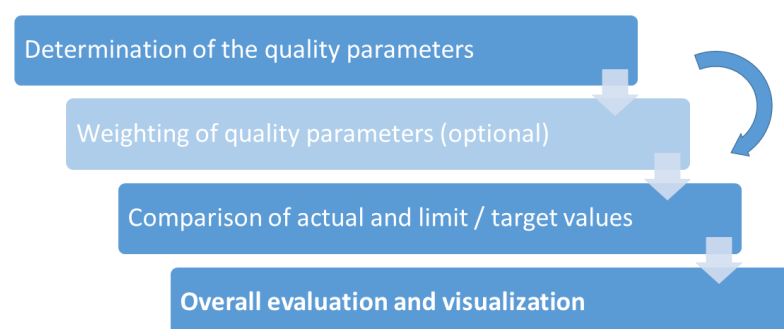 Determination of the quality parameters
Weighting of quality parameters (optional)
Comparison of actual and limit / target values
Overall evaluation and visualization